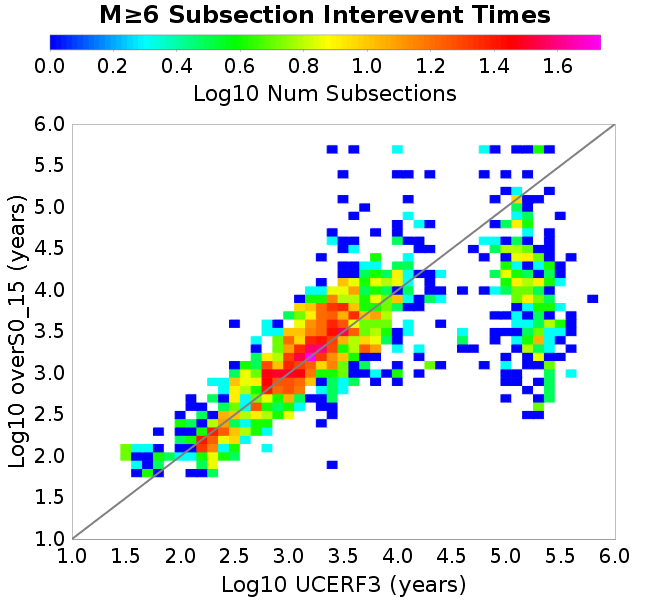 M≥6 Subsection Interevent Times
0.0 0.2 0.4 0.6 0.8 1.0 1.2 1.4 1.6
Log10 Num Subsections
Log10 overS0_15 (years)
6.0
5.5
5.0
4.5
4.0
3.5
3.0
2.5
2.0
1.5
1.0
1.0 1.5 2.0 2.5 3.0 3.5 4.0 4.5 5.0 5.5 6.0
Log10 UCERF3 (years)